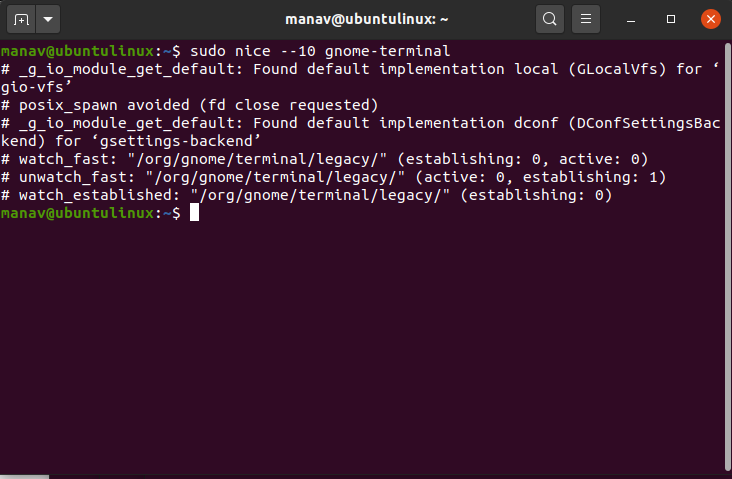 manav@ubuntulinux: ~
manav@ubuntulinux:~$ sudo nice --10 gnome-terminal
# _g_io_module_get_default: Found default implementation local (GLocalVfs) for ‘
gio-vfs’
# posix_spawn avoided (fd close requested)
# _g_io_module_get_default: Found default implementation dconf (DConfSettingsBac
kend) for ‘gsettings-backend’
# watch_fast: "/org/gnome/terminal/legacy/" (establishing: 0, active: 0)
# unwatch_fast: "/org/gnome/terminal/legacy/" (active: 0, establishing: 1)
# watch_established: "/org/gnome/terminal/legacy/" (establishing: 0)
manav@ubuntulinux:~$